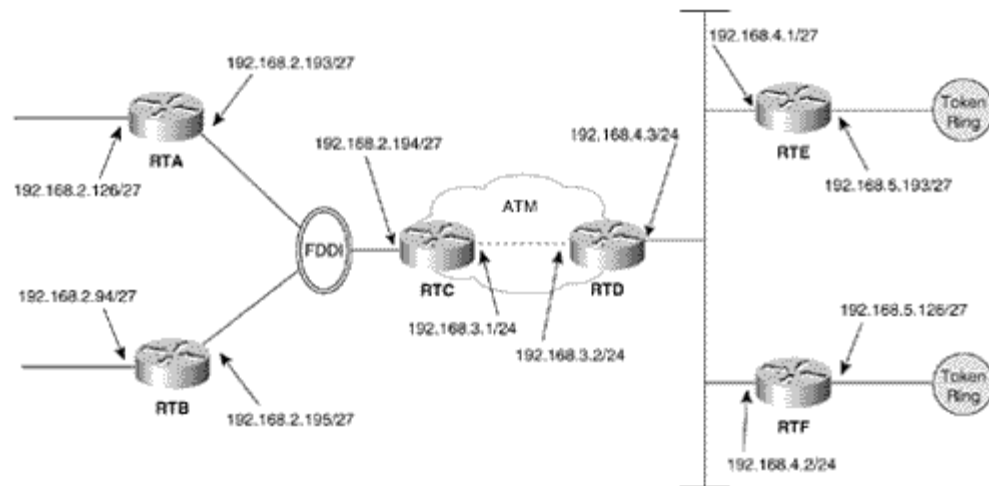 192.168.2.193/27
RTA
192.168.2.126/27
192.168.2.94/27
RTB
192.168.2.195/27
FDDI
192.168.2.194/27
RTC
192.168.3.1/24
ATM
192.168.3.2/24
RTD
192.168.4.3/24
192.168.4.1/27
RTE
192.168.5.193/27
Token
Ring
192.168.5.126/27
RTF
192.168.4.2/24
Token
Ring